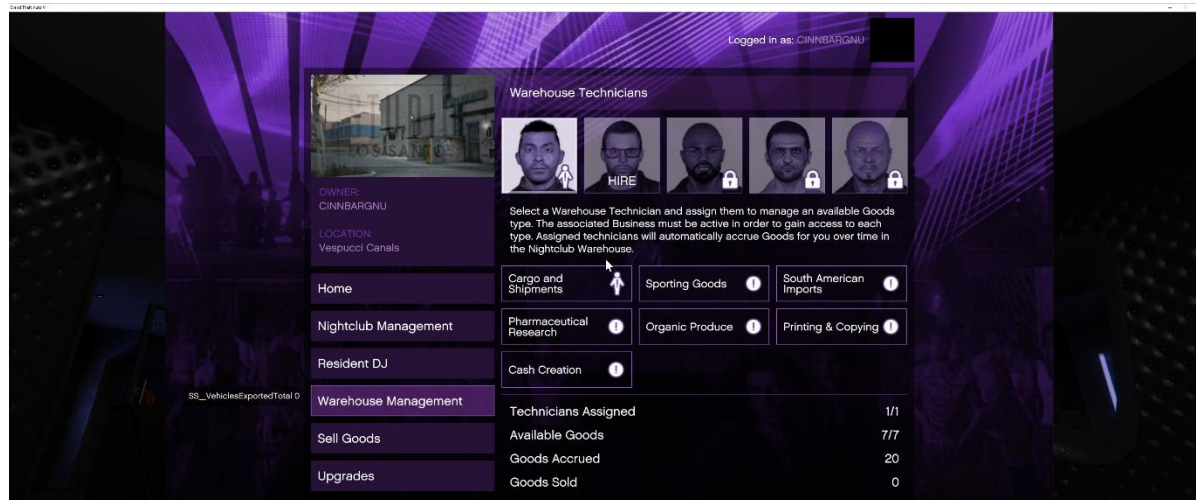 Grand Theft Auto V
Logged in as: CINNBARGNU
STUDIO
LOS SANTOS
OWNER:
CINNBARGNU
LOCATION:
Vespucci Canals
Home
Nightclub Management
Resident DJ
Warehouse Management
Sell Goods
Upgrades
SS_VehiclesExportedTotal 0
Warehouse Technicians
HIRE
Select a Warehouse Technician and assign them to manage an available Goods
type. The associated Business must be active in order to gain access to each
type. Assigned technicians will automatically accrue Goods for you over time in
the Nightclub Warehouse.
Cargo and
Shipments
Sporting Goods
South American
Imports
Pharmaceutical
Research
Organic Produce
Printing & Copying
Cash Creation
Technicians Assigned 1/1
Available Goods 7/7
Goods Accrued 20
Goods Sold 0